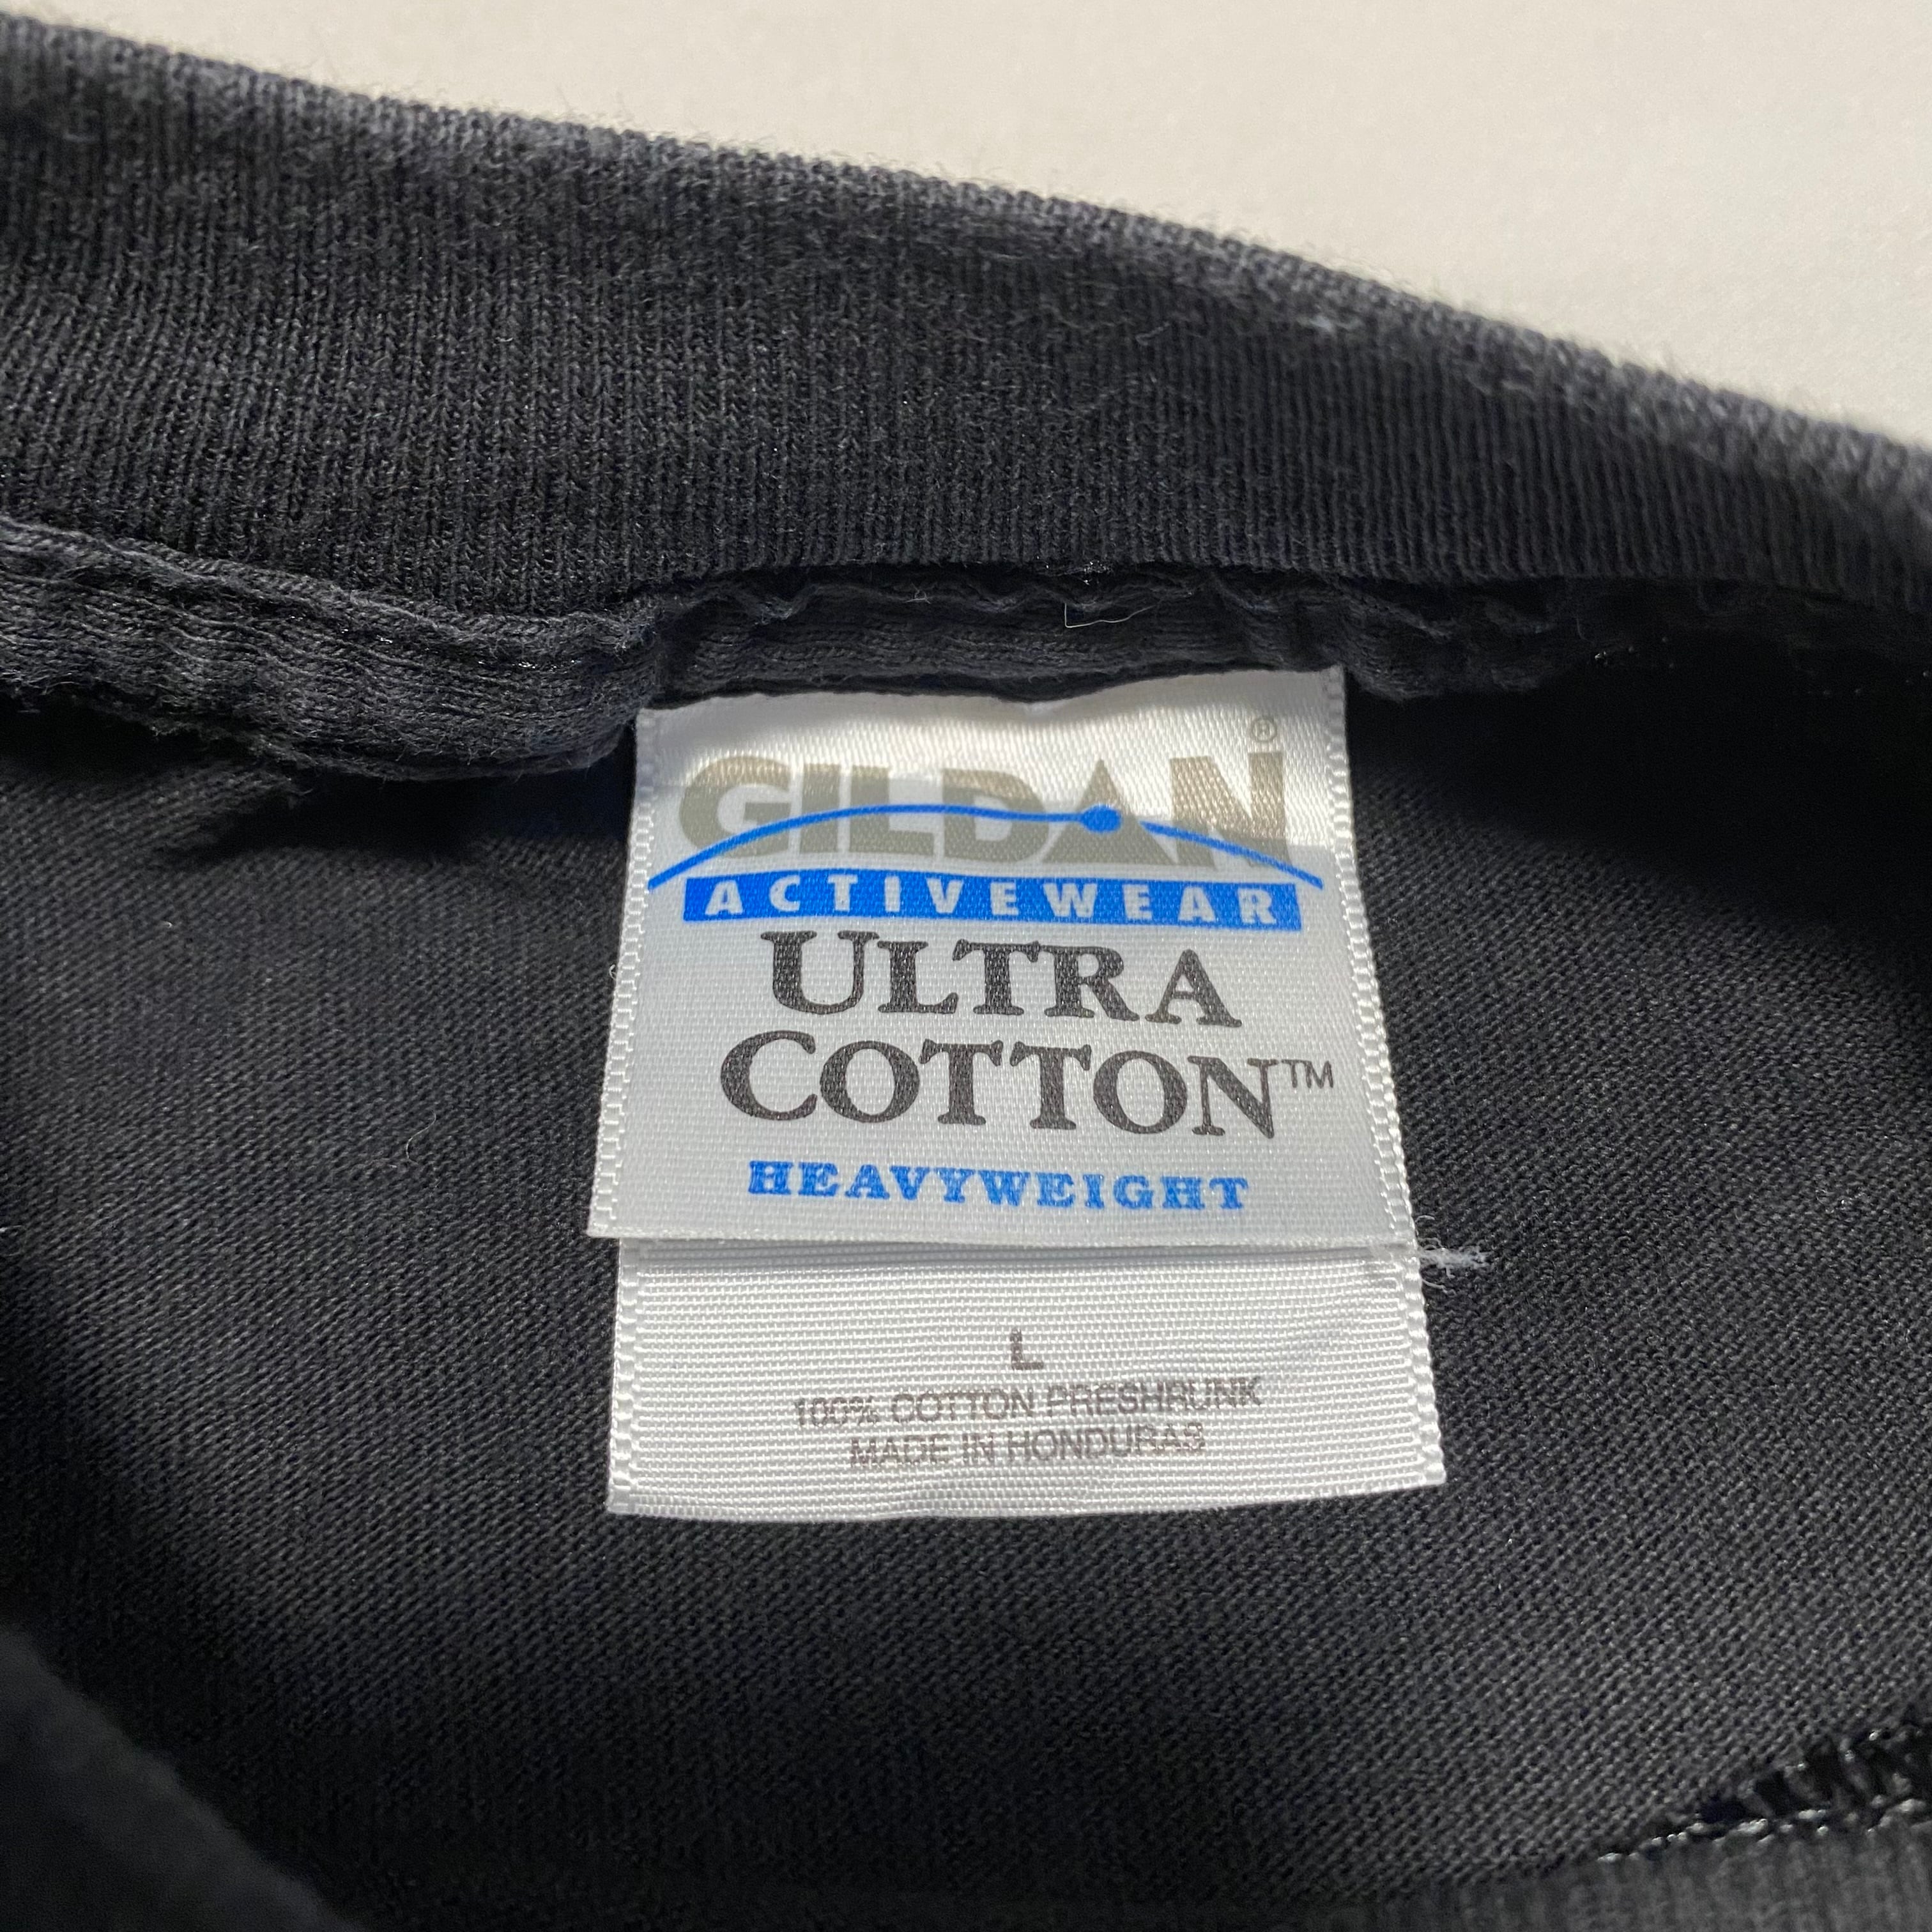 GILDAN®
ACTIVEWEAR
ULTRA
COTTON™
HEAVYWEIGHT
L
100% COTTON PRESHRUNK
MADE IN HONDURAS